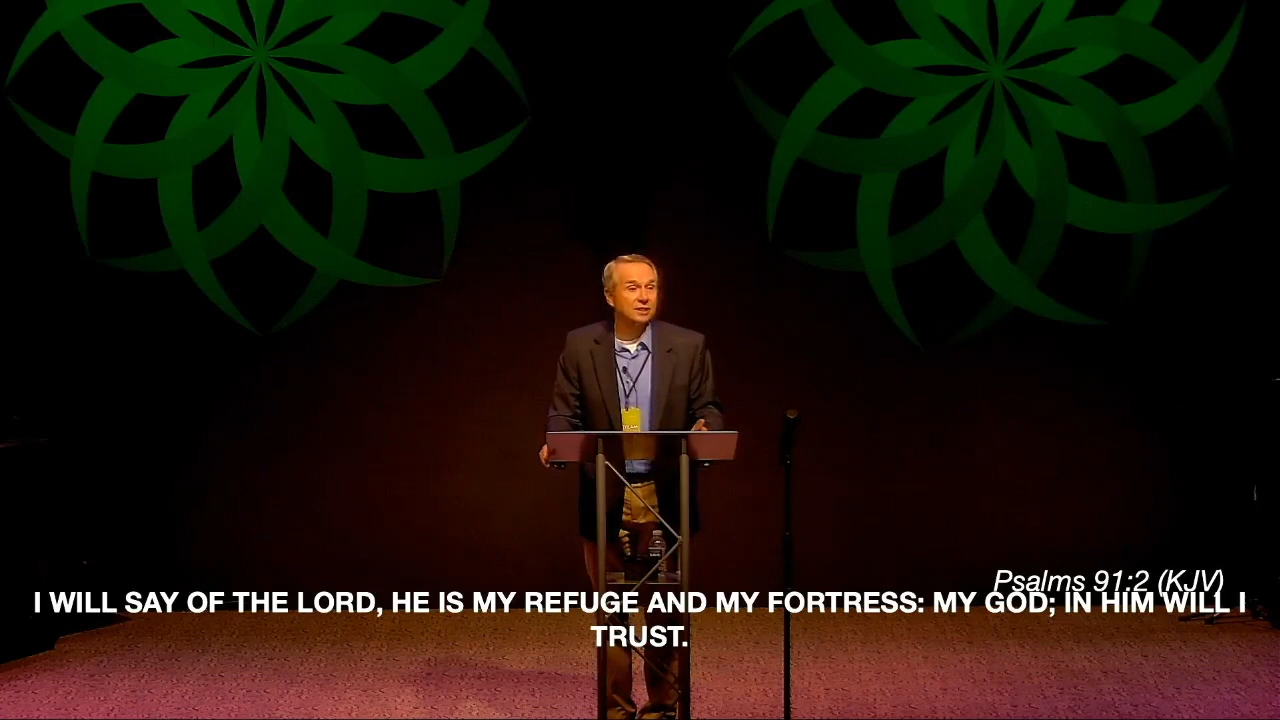 Psalms 91:2 (KJV)
I WILL SAY OF THE LORD, HE IS MY REFUGE AND MY FORTRESS: MY GOD; IN HIM WILL I
TRUST.